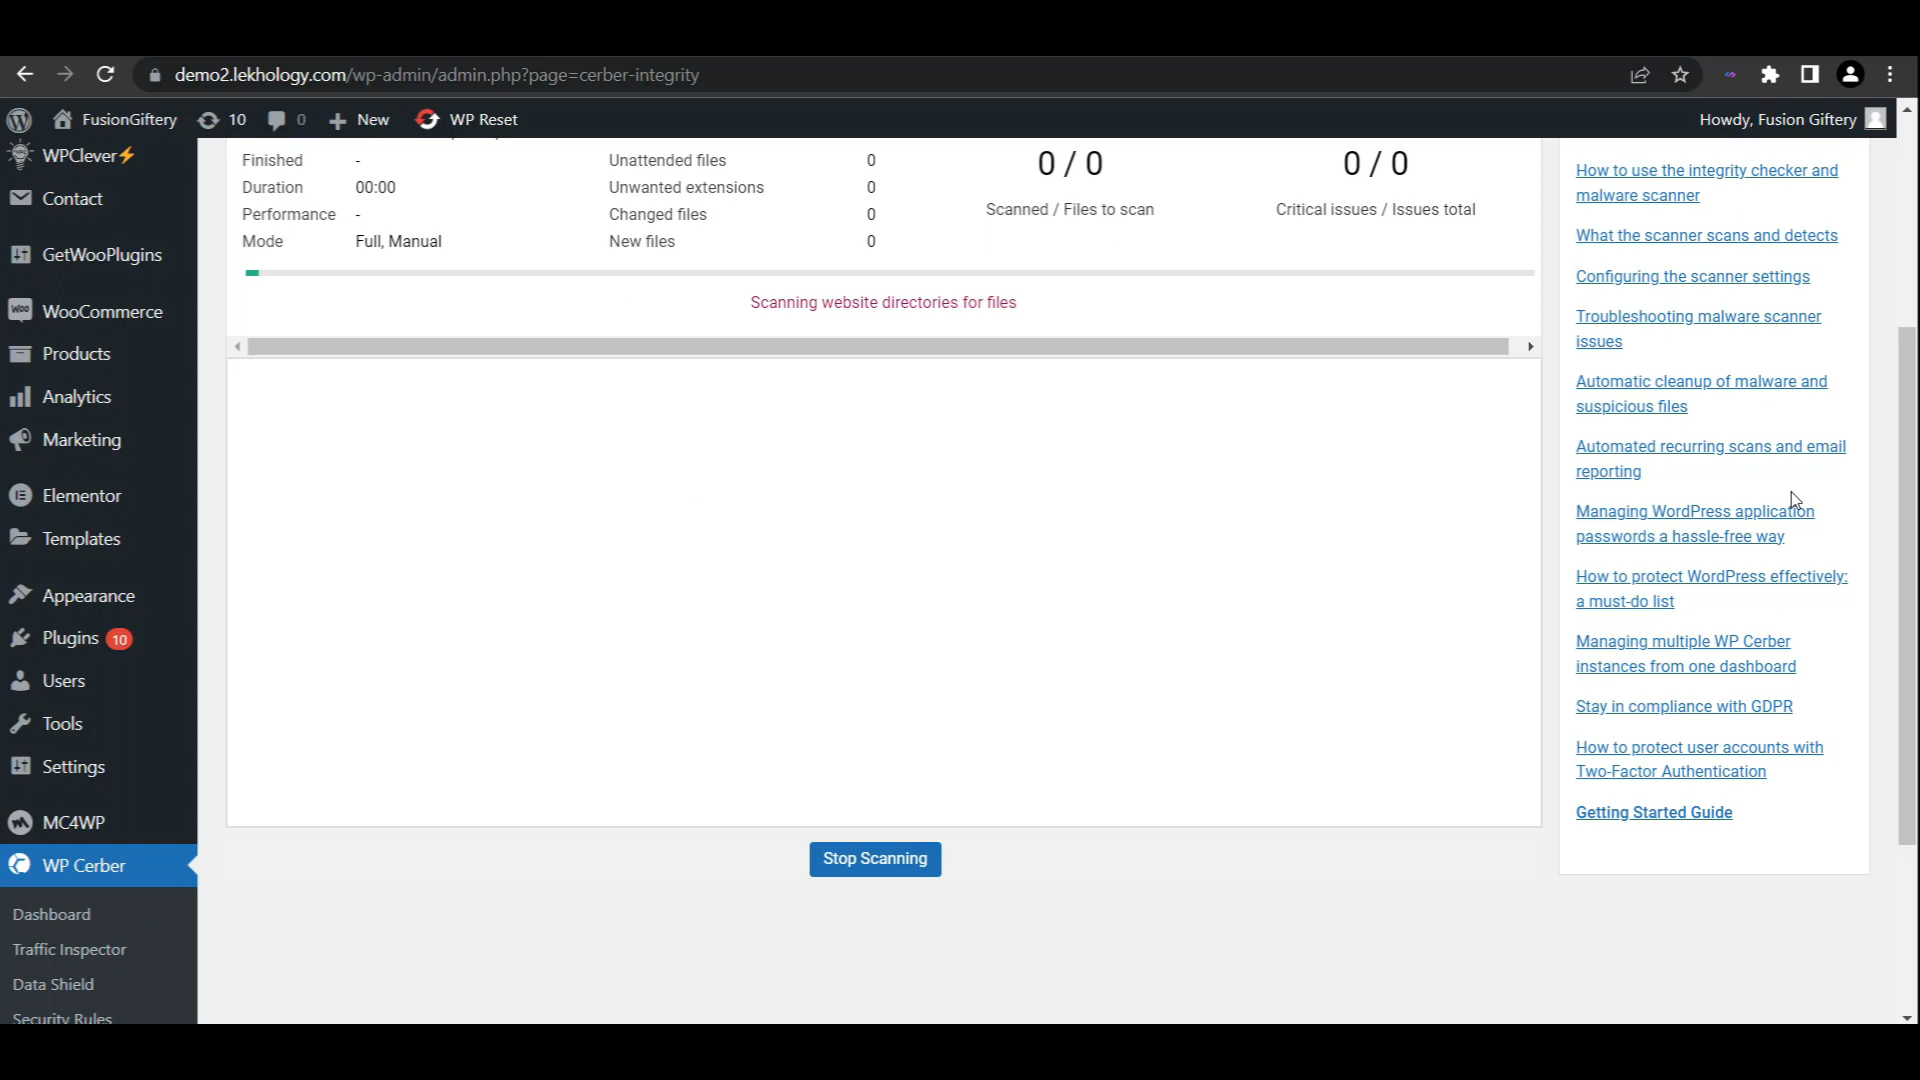 demo2.lekhology.com/wp-admin/admin.php?page=cerber-integrity
FusionGiftery 10 0 New WP Reset Howdy, Fusion Giftery
WPClever⚡
Contact
GetWooPlugins
WooCommerce
Products
Analytics
Marketing
Elementor
Templates
Appearance
Plugins 10
Users
Tools
Settings
MC4WP
WP Cerber
Dashboard
Traffic Inspector
Data Shield
Security Rules
Finished -
Duration 00:00
Performance -
Mode Full, Manual
Unattended files 0
Unwanted extensions 0
Changed files 0
New files 0
0 / 0
Scanned / Files to scan
0 / 0
Critical issues / Issues total
Scanning website directories for files
Stop Scanning
How to use the integrity checker and
malware scanner
What the scanner scans and detects
Configuring the scanner settings
Troubleshooting malware scanner
issues
Automatic cleanup of malware and
suspicious files
Automated recurring scans and email
reporting
Managing WordPress application
passwords a hassle-free way
How to protect WordPress effectively:
a must-do list
Managing multiple WP Cerber
instances from one dashboard
Stay in compliance with GDPR
How to protect user accounts with
Two-Factor Authentication
Getting Started Guide